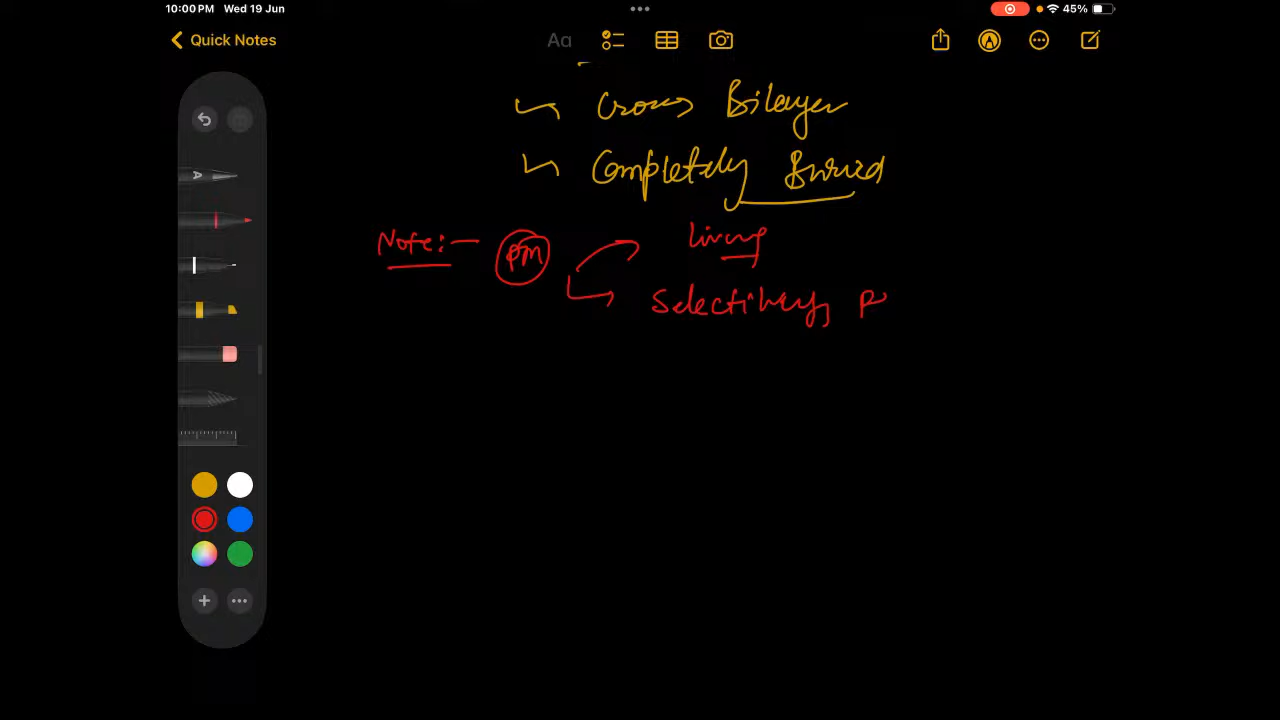 10:00 PM Wed 19 Jun
45%
Quick Notes
Aa
Cross Bilayer
Completely Buried
Note:- PM living
Selectively P